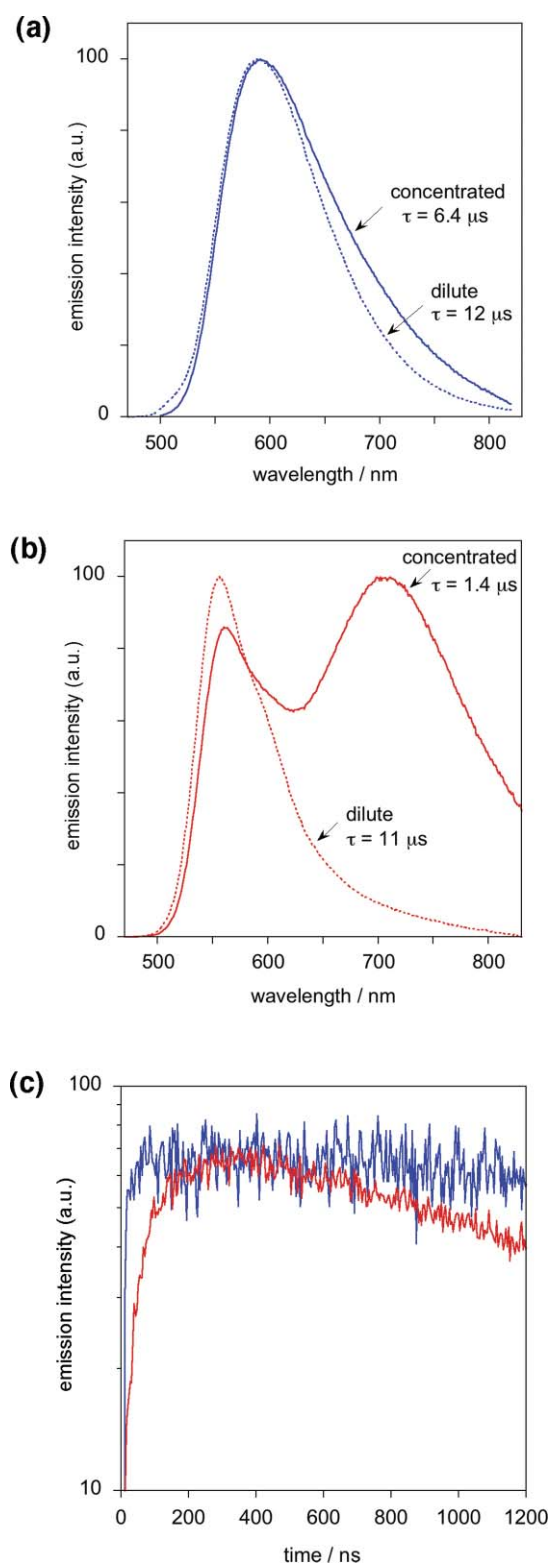 (a)
100
emission intensity (a.u.)
concentrated
τ = 6.4 μs
dilute
τ = 12 μs
0
500 600 700 800
wavelength / nm
(b)
100
emission intensity (a.u.)
concentrated
τ = 1.4 μs
dilute
τ = 11 μs
0
500 600 700 800
wavelength / nm
(c)
100
emission intensity (a.u.)
10
0 200 400 600 800 1000 1200
time / ns